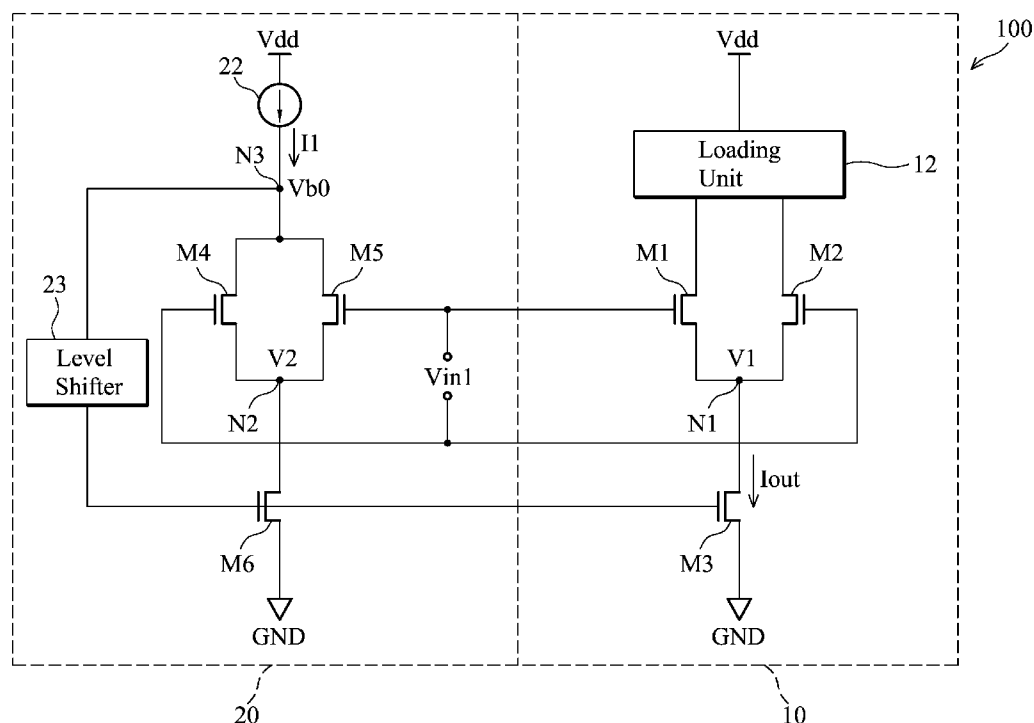 100
Vdd
Vdd
22
I1
N3
Vb0
Loading
Unit
12
M4
M5
M1
M2
23
Level
Shifter
V2
Vin1
V1
N2
N1
Iout
M6
M3
GND
GND
20
10